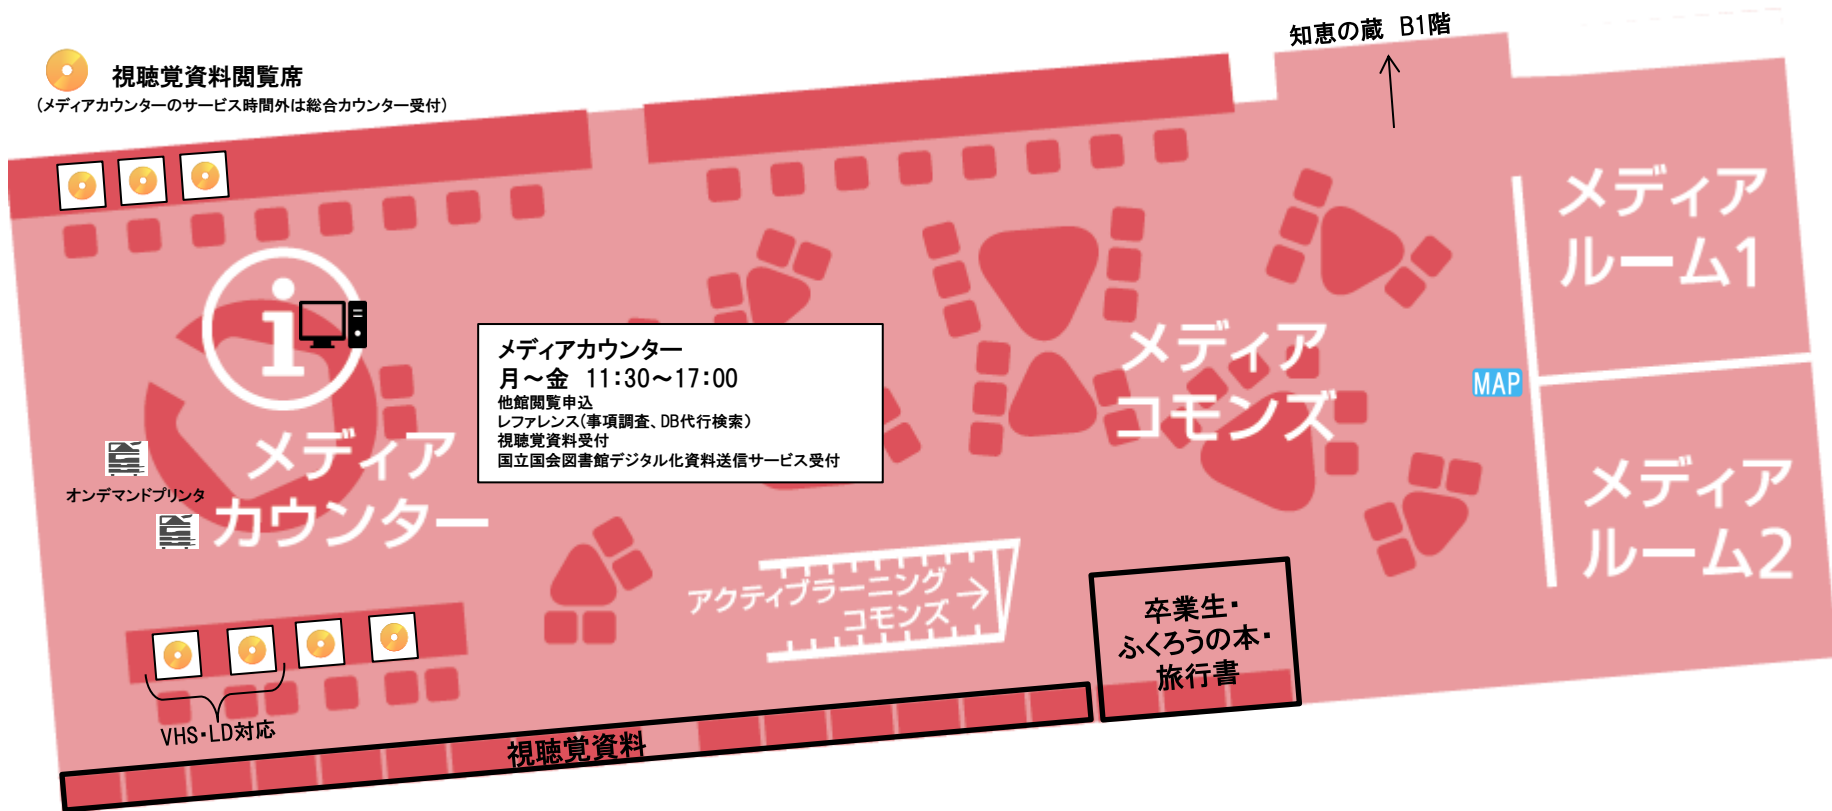 知恵の蔵 B1階
視聴覚資料閲覧席
(メディアカウンターのサービス時間外は総合カウンター受付)
メディア
ルーム1
メディアカウンター
月～金 11:30～17:00
他館閲覧申込
レファレンス(事項調査、DB代行検索)
視聴覚資料受付
国立国会図書館デジタル化資料送信サービス受付
メディア
コモンズ
MAP
i
メディア
カウンター
オンデマンドプリンタ
メディア
ルーム2
アクティブラーニング
コモンズ
卒業生・
ふくろうの本・
旅行書
VHS・LD対応
視聴覚資料